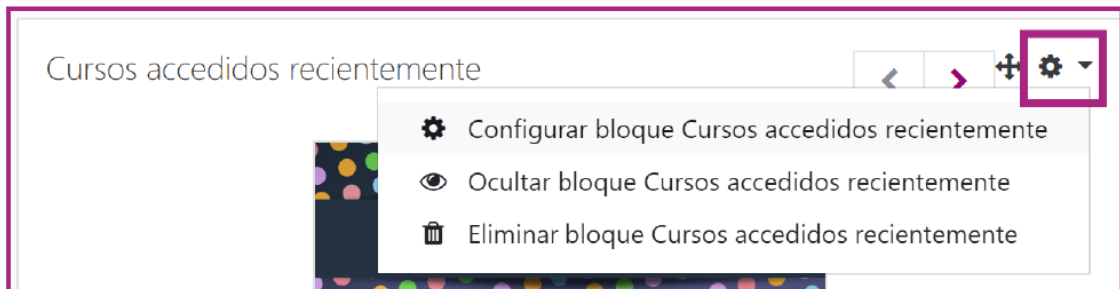 Cursos accedidos recientemente
Configurar bloque Cursos accedidos recientemente
Ocultar bloque Cursos accedidos recientemente
Eliminar bloque Cursos accedidos recientemente